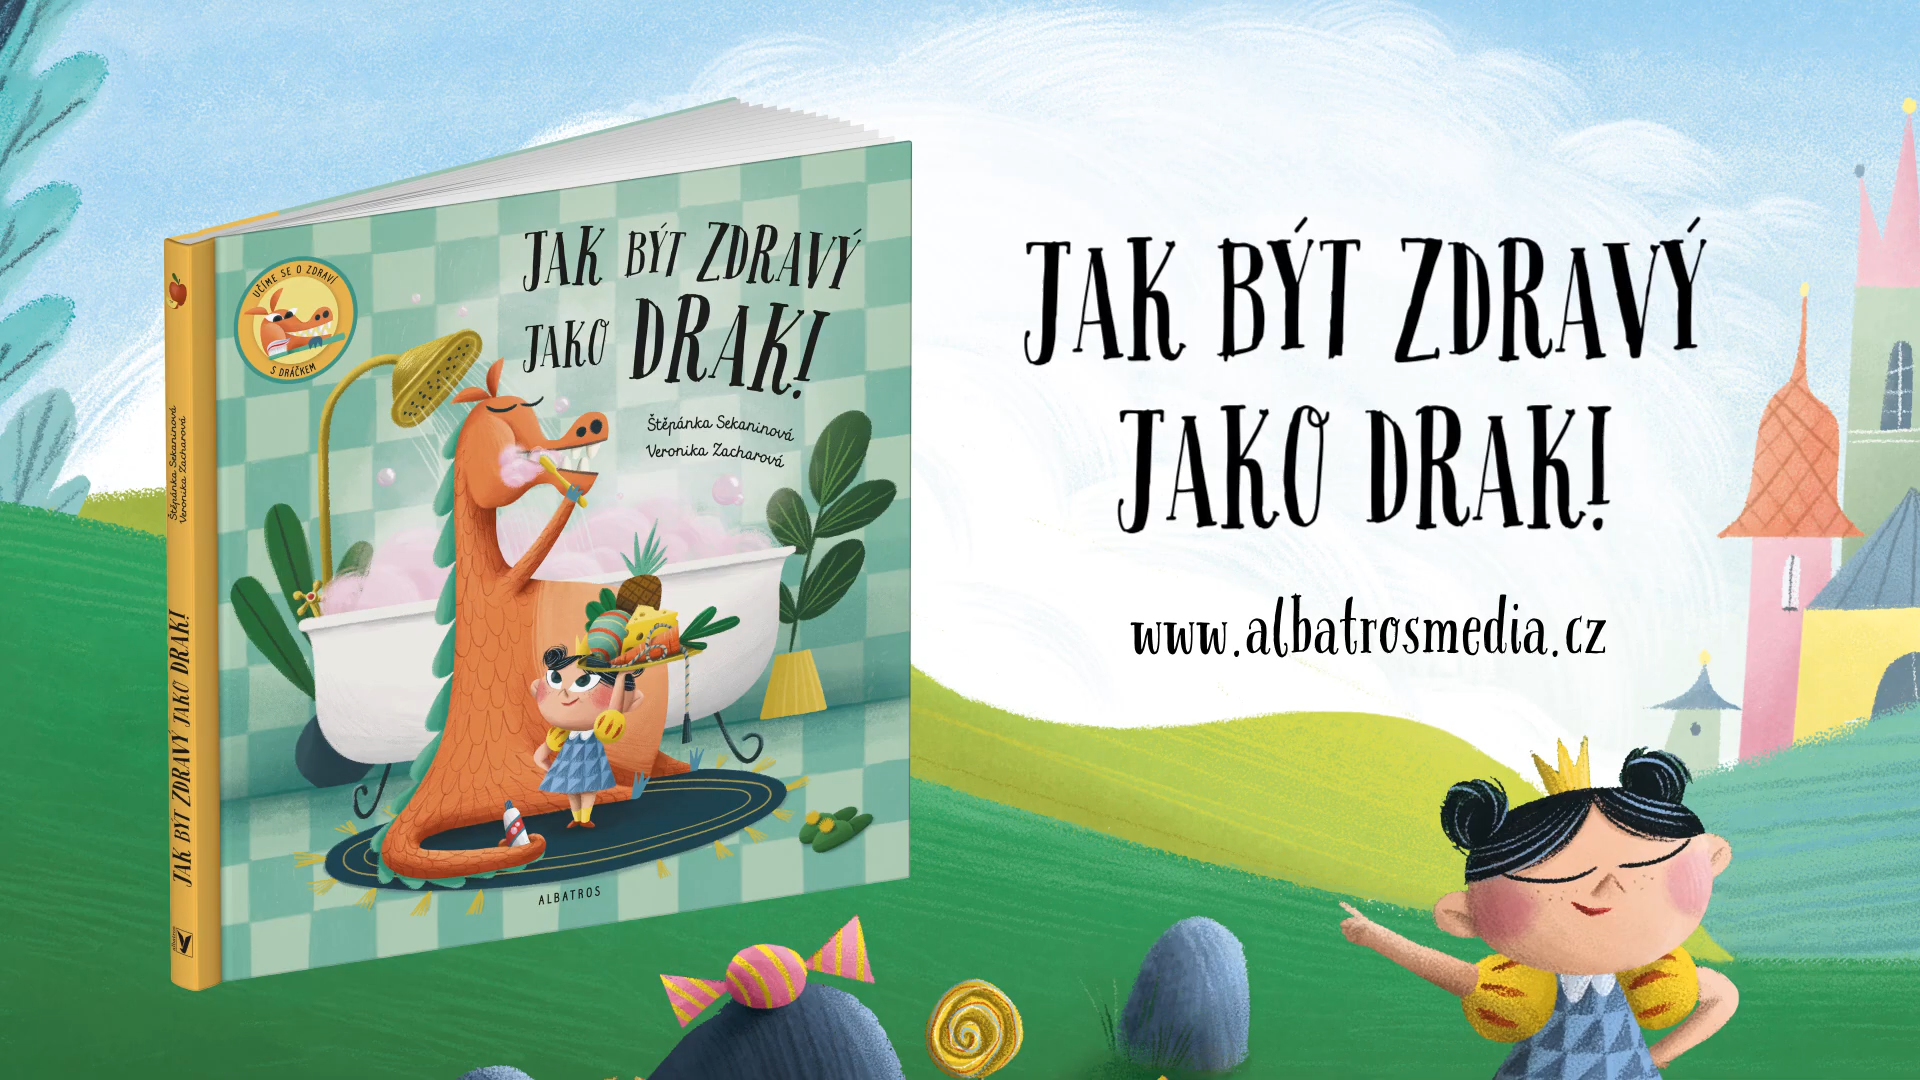 UČÍME SE O ZDRAVÍ
S DRÁČKEM
JAK BÝT ZDRAVÝ
JAKO DRAK!
Štěpánka Sekaninová
Veronika Zacharová
ALBATROS
Štěpánka Sekaninová
Veronika Zacharová
JAK BÝT ZDRAVÝ JAKO DRAK!
albatros
JAK BÝT ZDRAVÝ
JAKO DRAK!
www.albatrosmedia.cz